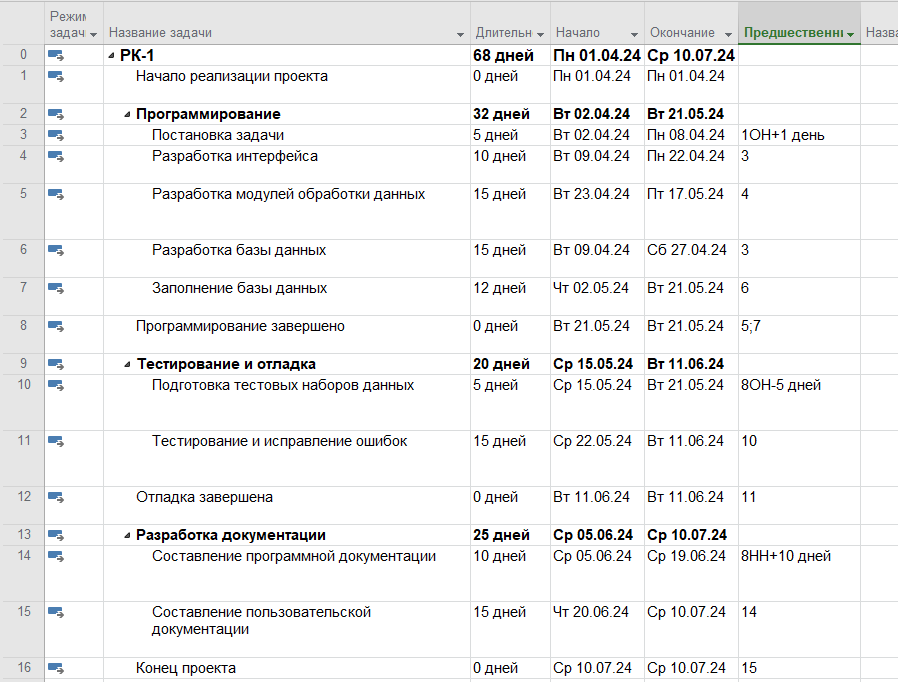 Режим
задач Название задачи Длительн Начало Окончание Предшественни Назва
0 РК-1 68 дней Пн 01.04.24 Ср 10.07.24
1 Начало реализации проекта 0 дней Пн 01.04.24 Пн 01.04.24
2 Программирование 32 дней Вт 02.04.24 Вт 21.05.24
3 Постановка задачи 5 дней Вт 02.04.24 Пн 08.04.24 1ОН+1 день
4 Разработка интерфейса 10 дней Вт 09.04.24 Пн 22.04.24 3
5 Разработка модулей обработки данных 15 дней Вт 23.04.24 Пт 17.05.24 4
6 Разработка базы данных 15 дней Вт 09.04.24 Сб 27.04.24 3
7 Заполнение базы данных 12 дней Чт 02.05.24 Вт 21.05.24 6
8 Программирование завершено 0 дней Вт 21.05.24 Вт 21.05.24 5;7
9 Тестирование и отладка 20 дней Ср 15.05.24 Вт 11.06.24
10 Подготовка тестовых наборов данных 5 дней Ср 15.05.24 Вт 21.05.24 8ОН-5 дней
11 Тестирование и исправление ошибок 15 дней Ср 22.05.24 Вт 11.06.24 10
12 Отладка завершена 0 дней Вт 11.06.24 Вт 11.06.24 11
13 Разработка документации 25 дней Ср 05.06.24 Ср 10.07.24
14 Составление программной документации 10 дней Ср 05.06.24 Ср 19.06.24 8НН+10 дней
15 Составление пользовательской 15 дней Чт 20.06.24 Ср 10.07.24 14
документации
16 Конец проекта 0 дней Ср 10.07.24 Ср 10.07.24 15